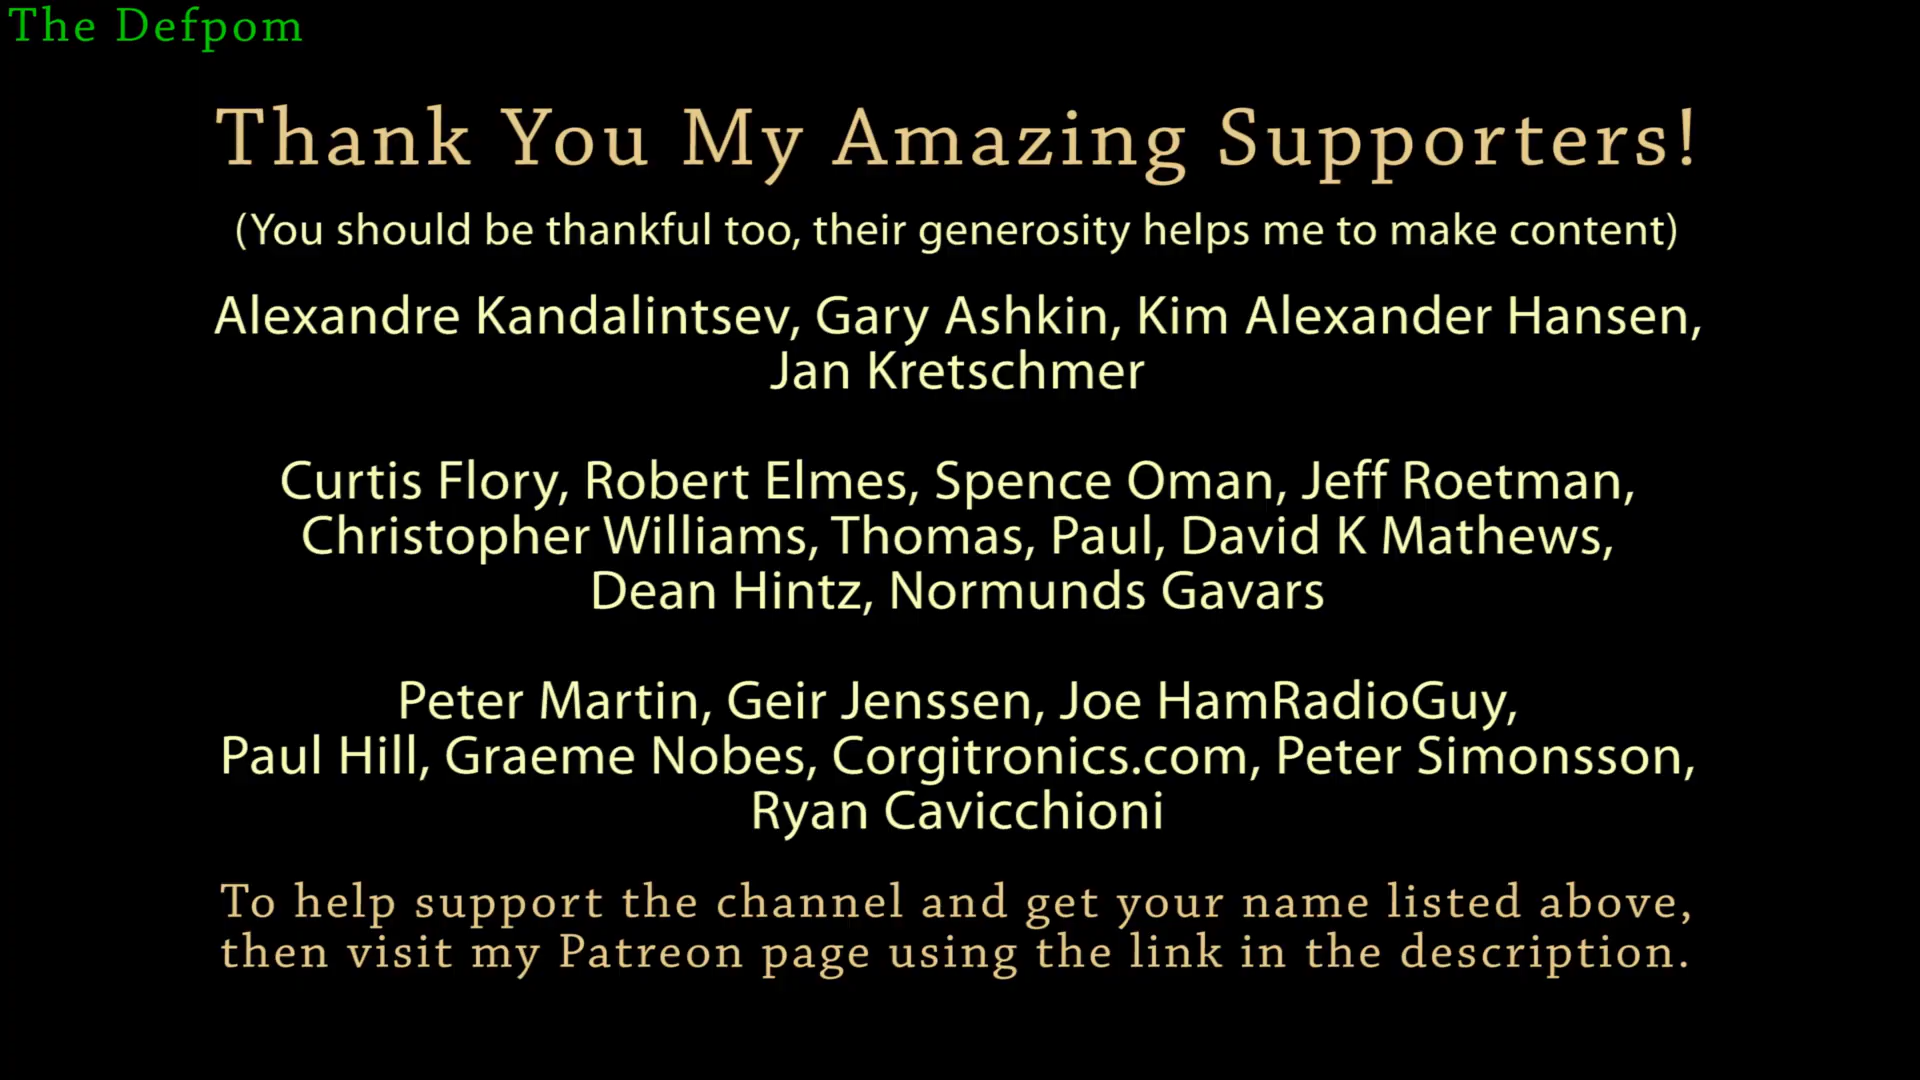 The Defpom
Thank You My Amazing Supporters!
(You should be thankful too, their generosity helps me to make content)
Alexandre Kandalintsev, Gary Ashkin, Kim Alexander Hansen,
Jan Kretschmer
Curtis Flory, Robert Elmes, Spence Oman, Jeff Roetman,
Christopher Williams, Thomas, Paul, David K Mathews,
Dean Hintz, Normunds Gavars
Peter Martin, Geir Jenssen, Joe HamRadioGuy,
Paul Hill, Graeme Nobes, Corgitronics.com, Peter Simonsson,
Ryan Cavicchioni
To help support the channel and get your name listed above,
then visit my Patreon page using the link in the description.